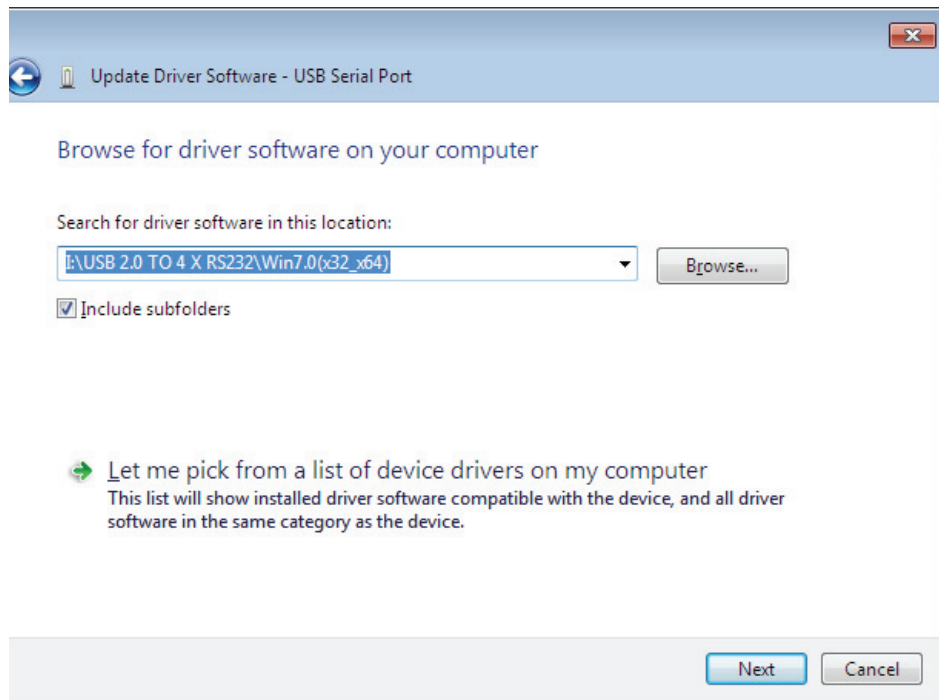 Update Driver Software - USB Serial Port
Browse for driver software on your computer
Search for driver software in this location:
I:\USB 2.0 TO 4 X RS232\Win7.0(x32_x64)
Browse...
Include subfolders
Let me pick from a list of device drivers on my computer
This list will show installed driver software compatible with the device, and all driver
software in the same category as the device.
Next
Cancel